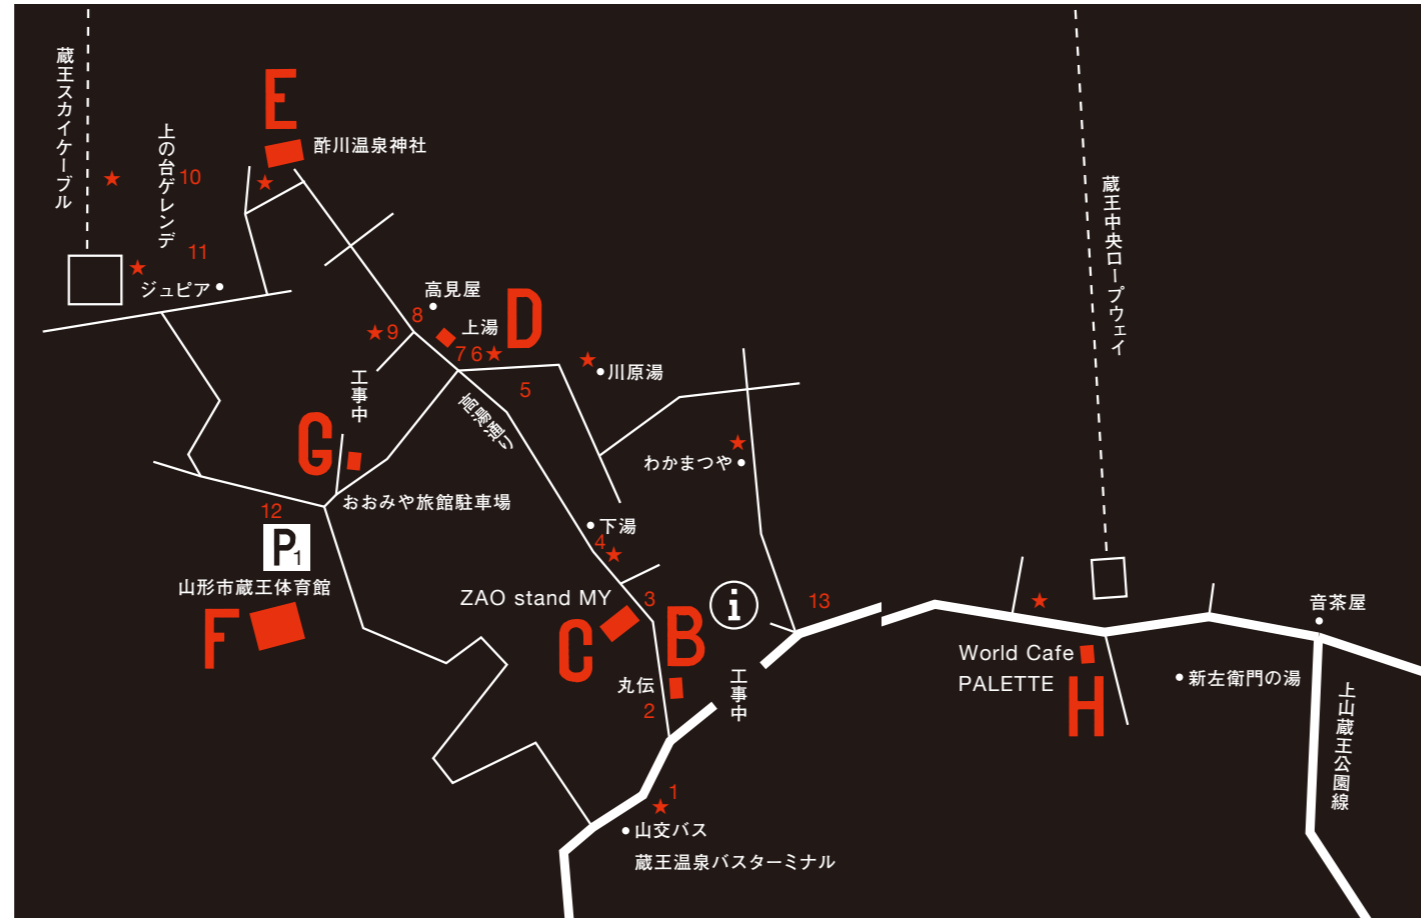 蔵王スカイケーブル
上の台ゲレンデ
10
11
E
酢川温泉神社
ジュピア
高見屋
8
9
上湯
D
7 6
5
川原湯
工事中
高湯通り
G
おおみや旅館駐車場
わかまつや
12
P1
山形市蔵王体育館
F
下湯
4
ZAO stand MY
3
C
B
i
13
丸伝
2
工事中
1
山交バス
蔵王温泉バスターミナル
蔵王中央ロープウェイ
World Cafe
PALETTE
H
新左衛門の湯
音茶屋
上山蔵王公園線